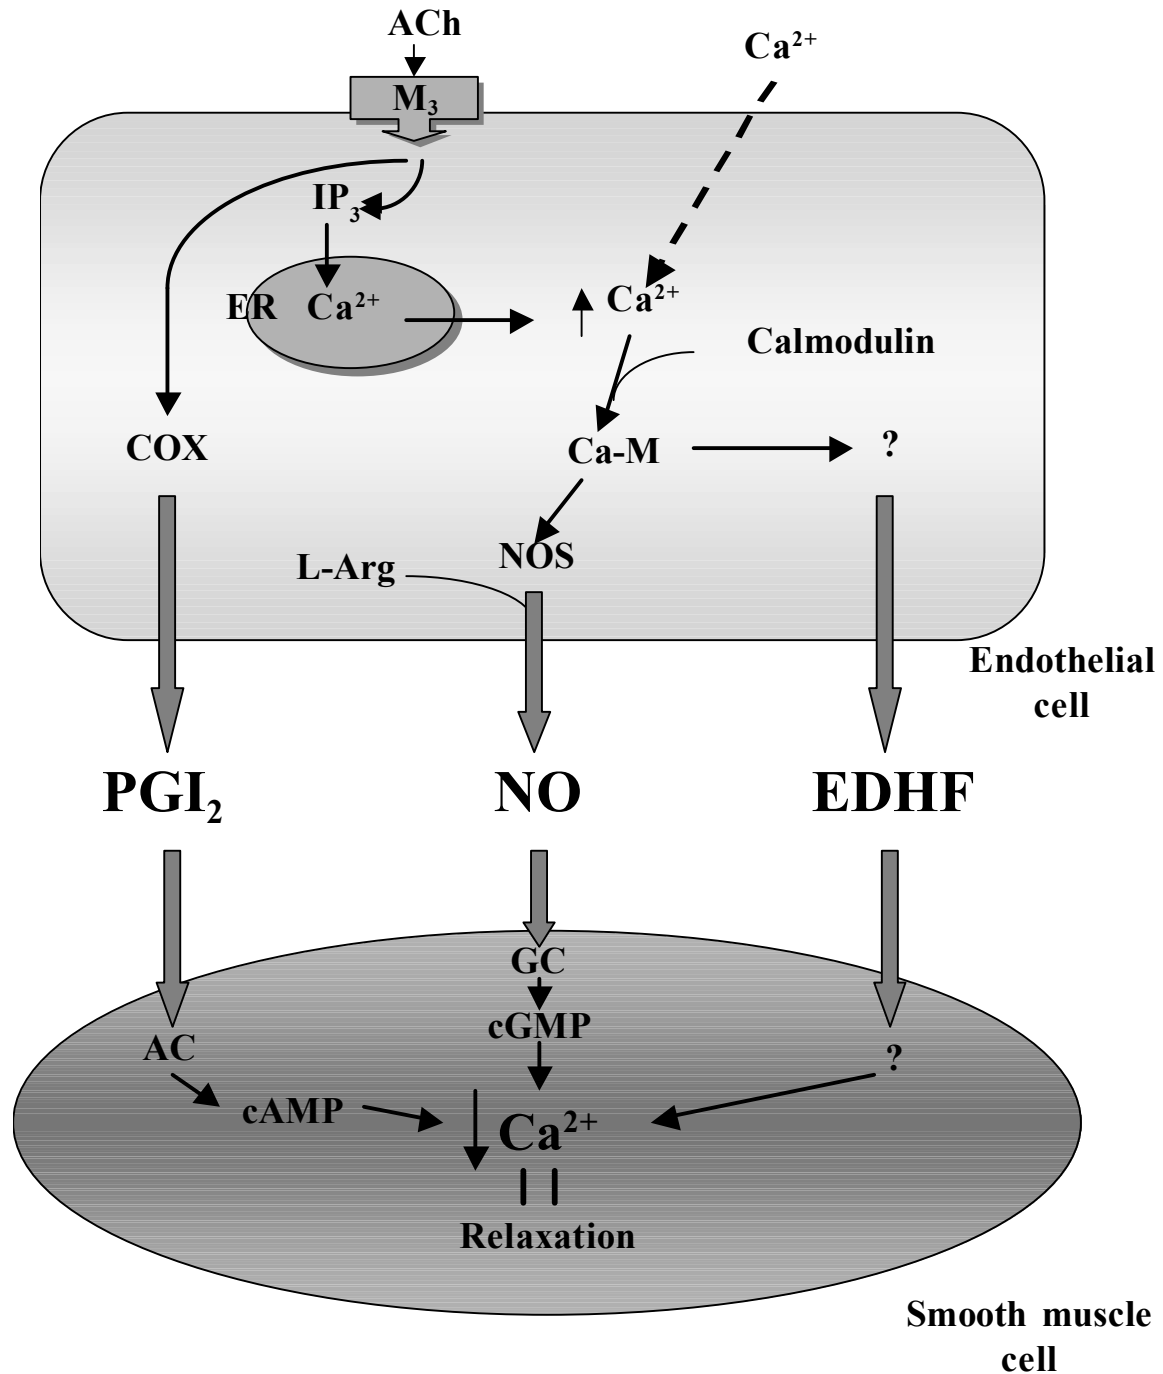 ACh
Ca²⁺
M₃
IP₃
ER Ca²⁺
Ca²⁺
Calmodulin
COX
Ca-M
?
NOS
L-Arg
Endothelial
cell
PGI₂
NO
EDHF
GC
cGMP
AC
?
cAMP
Ca²⁺
Relaxation
Smooth muscle
cell